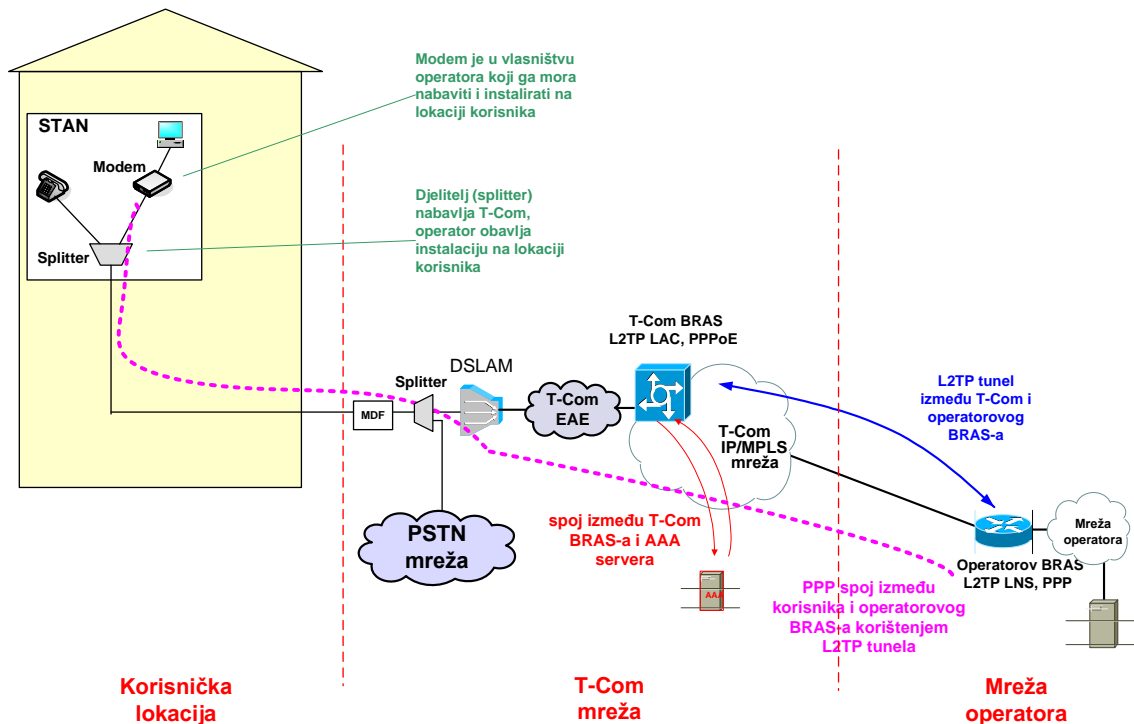 Modem je u vlasništvu
operatora koji ga mora
nabaviti i instalirati na
lokaciji korisnika
STAN
Modem
Djelitelj (splitter)
nabavlja T-Com,
operator obavlja
instalaciju na lokaciji
korisnika
Splitter
T-Com BRAS
L2TP LAC, PPPoE
DSLAM
Splitter
MDF
T-Com
EAE
T-Com
IP/MPLS
mreža
L2TP tunel
između T-Com i
operatorovog
BRAS-a
PSTN
mreža
spoj između T-Com
BRAS-a i AAA
servera
AAA
Mreža
operatora
Operatorov BRAS
L2TP LNS, PPP
PPP spoj između
korisnika i operatorovog
BRAS-a korištenjem
L2TP tunela
Korisnička
lokacija
T-Com
mreža
Mreža
operatora